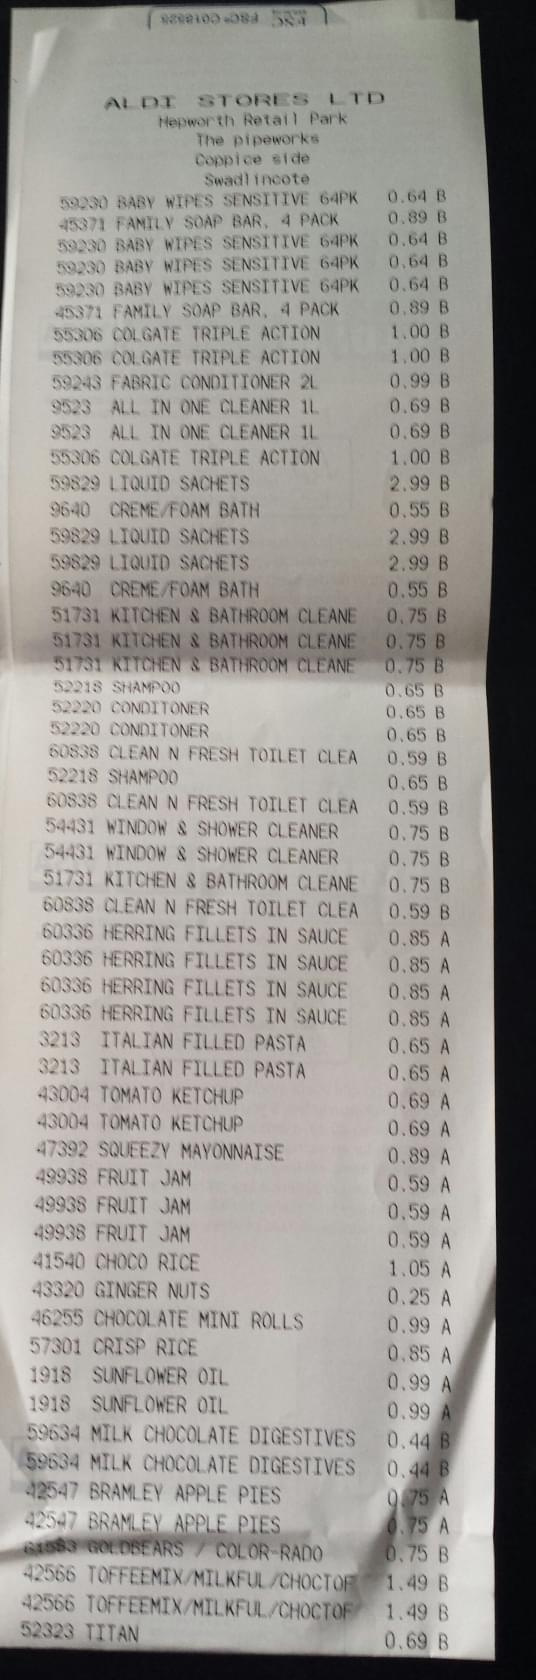 FSC FSC® C018828
ALDI STORES LTD
Hepworth Retail Park
The pipeworks
Coppice side
Swadlincote
59230 BABY WIPES SENSITIVE 64PK 0.64 B
45371 FAMILY SOAP BAR, 4 PACK 0.89 B
59230 BABY WIPES SENSITIVE 64PK 0.64 B
59230 BABY WIPES SENSITIVE 64PK 0.64 B
59230 BABY WIPES SENSITIVE 64PK 0.64 B
45371 FAMILY SOAP BAR, 4 PACK 0.89 B
55306 COLGATE TRIPLE ACTION 1.00 B
55306 COLGATE TRIPLE ACTION 1.00 B
59243 FABRIC CONDITIONER 2L 0.99 B
9523 ALL IN ONE CLEANER 1L 0.69 B
9523 ALL IN ONE CLEANER 1L 0.69 B
55306 COLGATE TRIPLE ACTION 1.00 B
59829 LIQUID SACHETS 2.99 B
9640 CREME/FOAM BATH 0.55 B
59829 LIQUID SACHETS 2.99 B
59829 LIQUID SACHETS 2.99 B
9640 CREME/FOAM BATH 0.55 B
51731 KITCHEN & BATHROOM CLEANE 0.75 B
51731 KITCHEN & BATHROOM CLEANE 0.75 B
51731 KITCHEN & BATHROOM CLEANE 0.75 B
52218 SHAMPOO 0.65 B
52220 CONDITONER 0.65 B
52220 CONDITONER 0.65 B
60838 CLEAN N FRESH TOILET CLEA 0.59 B
52218 SHAMPOO 0.65 B
60838 CLEAN N FRESH TOILET CLEA 0.59 B
54431 WINDOW & SHOWER CLEANER 0.75 B
54431 WINDOW & SHOWER CLEANER 0.75 B
51731 KITCHEN & BATHROOM CLEANE 0.75 B
60838 CLEAN N FRESH TOILET CLEA 0.59 B
60336 HERRING FILLETS IN SAUCE 0.85 A
60336 HERRING FILLETS IN SAUCE 0.85 A
60336 HERRING FILLETS IN SAUCE 0.85 A
60336 HERRING FILLETS IN SAUCE 0.85 A
3213 ITALIAN FILLED PASTA 0.65 A
3213 ITALIAN FILLED PASTA 0.65 A
43004 TOMATO KETCHUP 0.69 A
43004 TOMATO KETCHUP 0.69 A
47392 SQUEEZY MAYONNAISE 0.89 A
49938 FRUIT JAM 0.59 A
49938 FRUIT JAM 0.59 A
49938 FRUIT JAM 0.59 A
41540 CHOCO RICE 1.05 A
43320 GINGER NUTS 0.25 A
46255 CHOCOLATE MINI ROLLS 0.99 A
57301 CRISP RICE 0.85 A
1918 SUNFLOWER OIL 0.99 A
1918 SUNFLOWER OIL 0.99 A
59634 MILK CHOCOLATE DIGESTIVES 0.44 B
59634 MILK CHOCOLATE DIGESTIVES 0.44 B
42547 BRAMLEY APPLE PIES 0.75 A
42547 BRAMLEY APPLE PIES 0.75 A
GOLDBEARS / COLOR-RADO 0.75 B
42566 TOFFEEMIX/MILKFUL/CHOCTOF 1.49 B
42566 TOFFEEMIX/MILKFUL/CHOCTOF 1.49 B
52323 TITAN 0.69 B